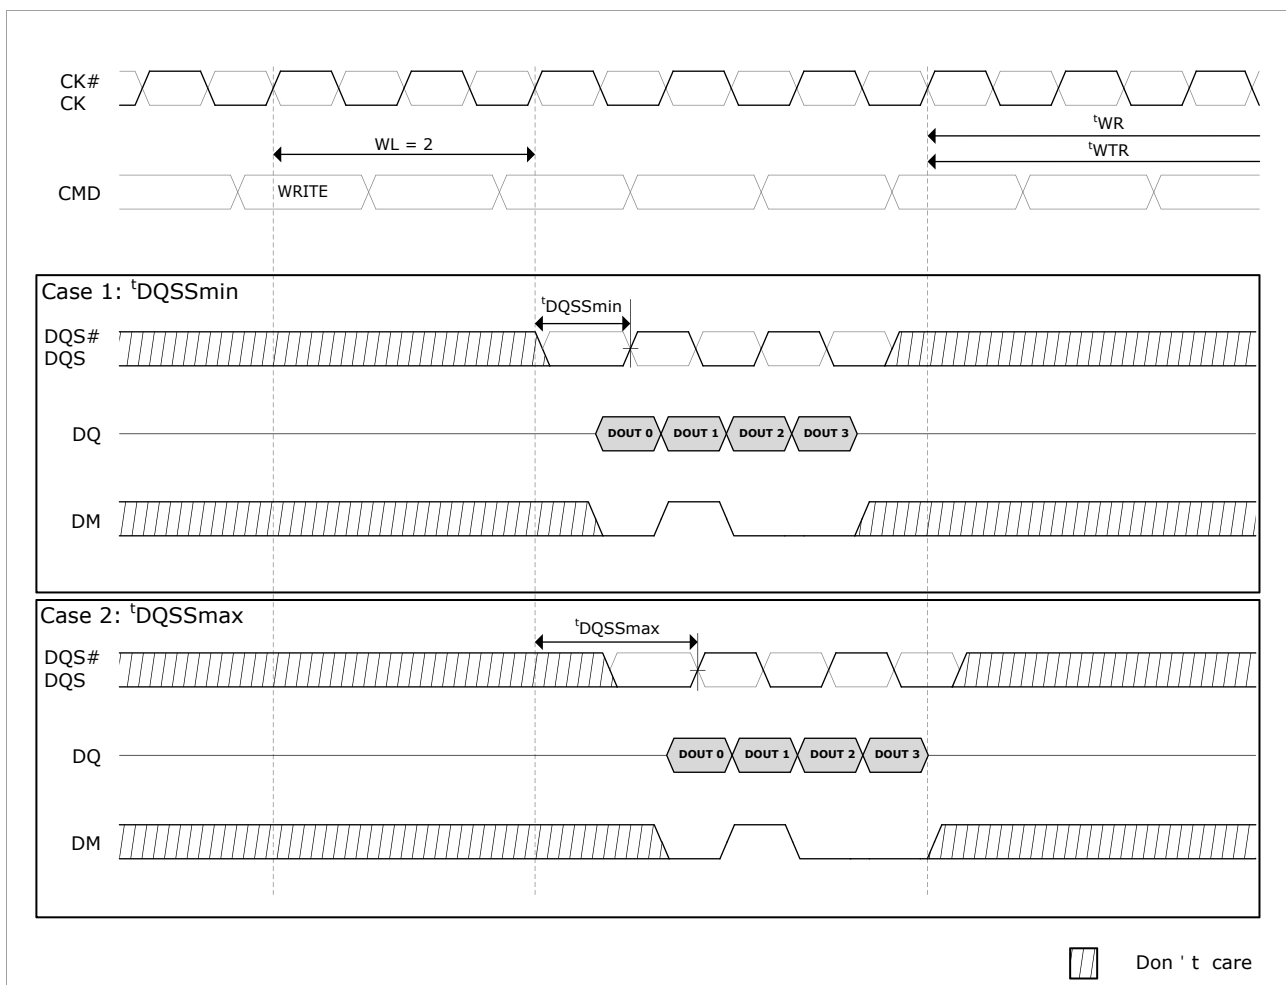 CK#
CK
WL = 2
tWR
tWTR
CMD
WRITE
Case 1: tDQSSmin
tDQSSmin
DQS#
DQS
DQ
DOUT 0 DOUT 1 DOUT 2 DOUT 3
DM
Case 2: tDQSSmax
tDQSSmax
DQS#
DQS
DQ
DOUT 0 DOUT 1 DOUT 2 DOUT 3
DM
Don ' t care